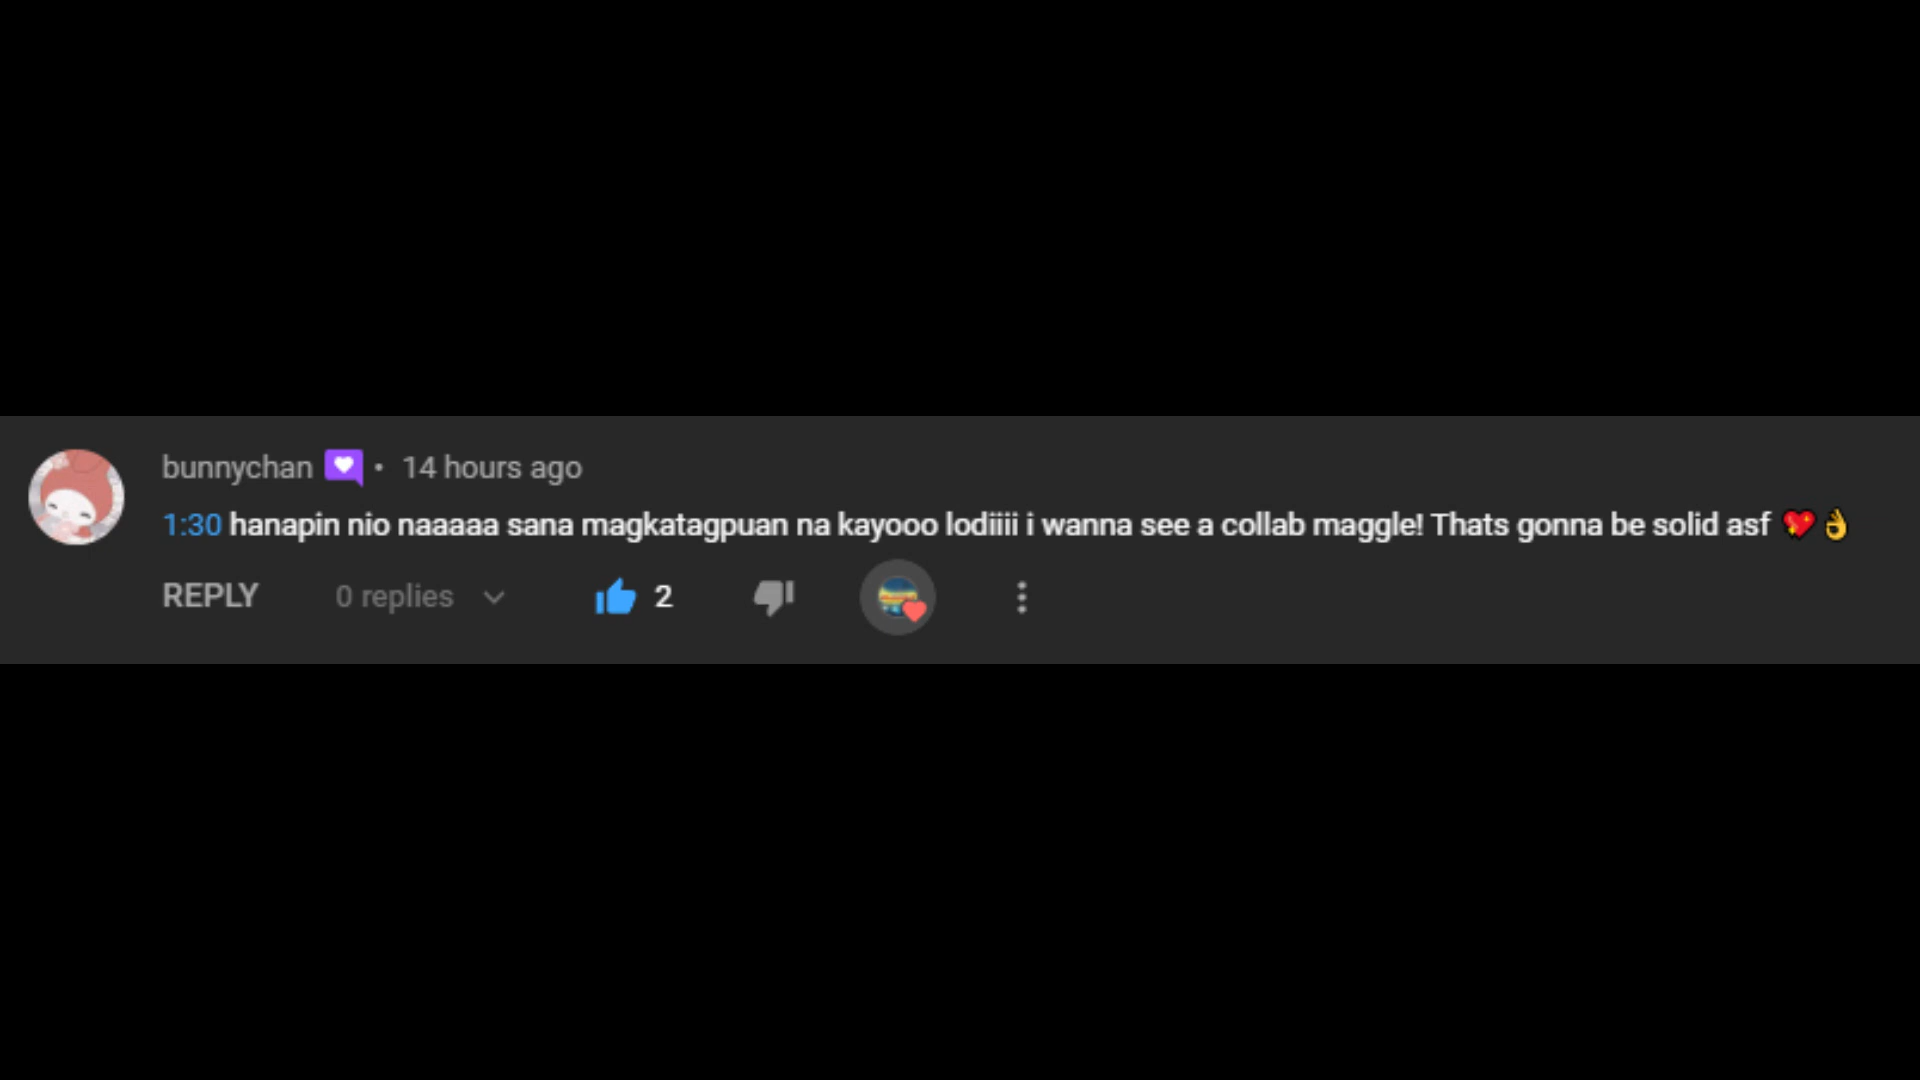 bunnychan • 14 hours ago
1:30 hanapin nio naaaaa sana magkatagpuan na kayooo lodiiii i wanna see a collab maggle! Thats gonna be solid asf 💖👌
REPLY 0 replies 2